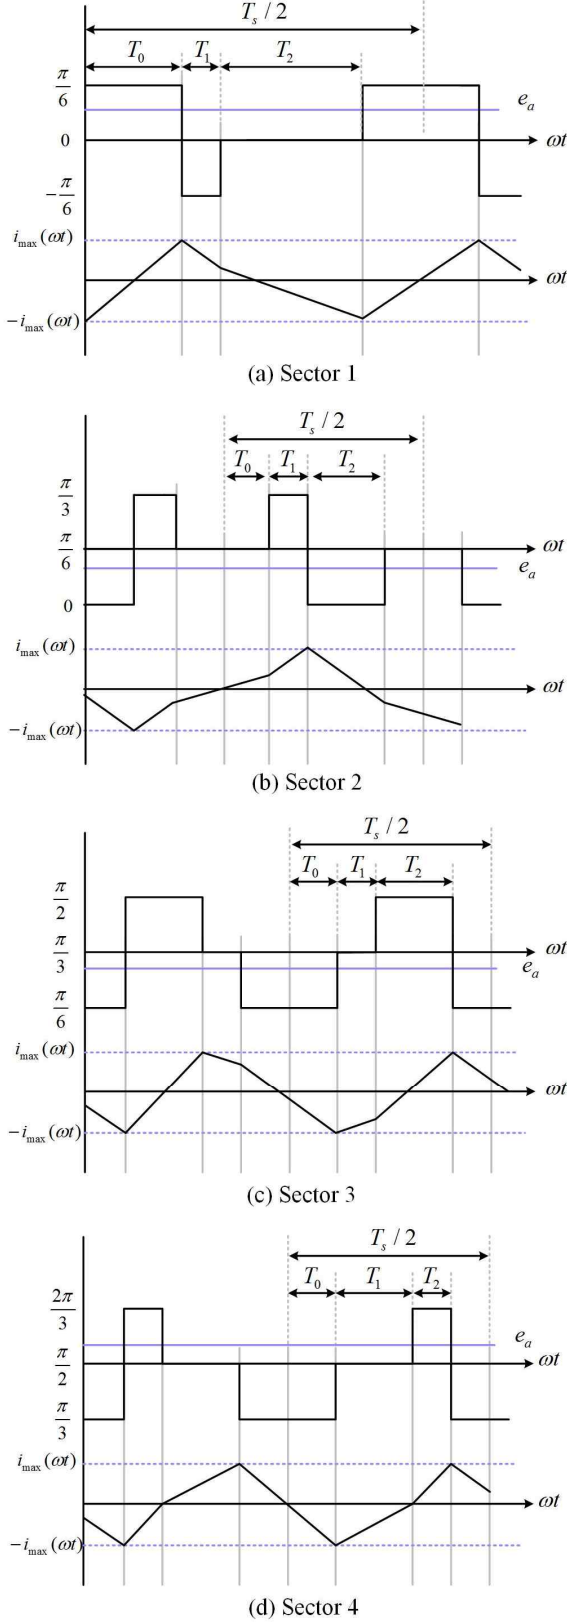 T_s / 2
T_0 T_1 T_2
π/6
e_a
0 ωt
-π/6
i_max(ωt)
ωt
-i_max(ωt)
(a) Sector 1
T_s / 2
T_0 T_1 T_2
π/3
π/6 ωt
e_a
0
i_max(ωt)
ωt
-i_max(ωt)
(b) Sector 2
T_s / 2
T_0 T_1 T_2
π/2
π/3 ωt
e_a
π/6
i_max(ωt)
ωt
-i_max(ωt)
(c) Sector 3
T_s / 2
T_0 T_1 T_2
2π/3
e_a
π/2 ωt
π/3
i_max(ωt)
ωt
-i_max(ωt)
(d) Sector 4